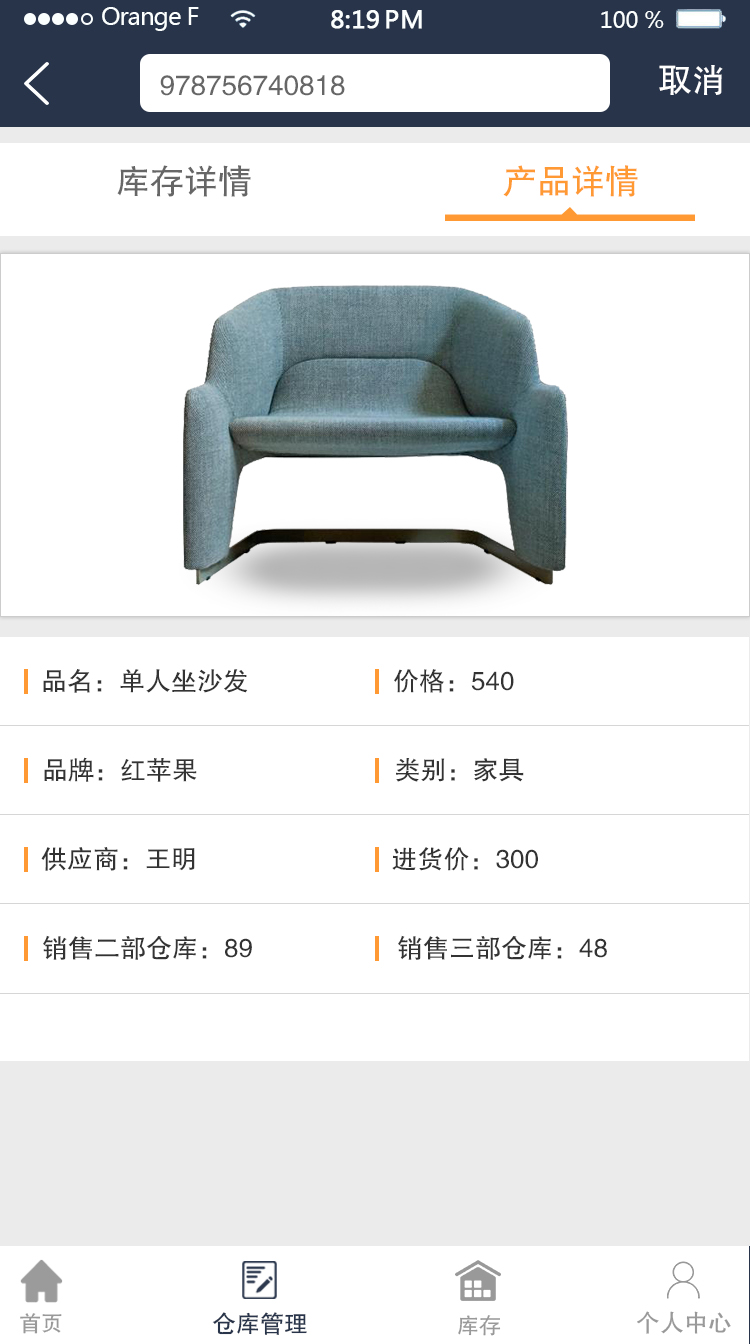 Orange F 8:19 PM 100 %
978756740818 取消
库存详情 产品详情
品名：单人坐沙发 价格：540
品牌：红苹果 类别：家具
供应商：王明 进货价：300
销售二部仓库：89 销售三部仓库：48
首页 仓库管理 库存 个人中心